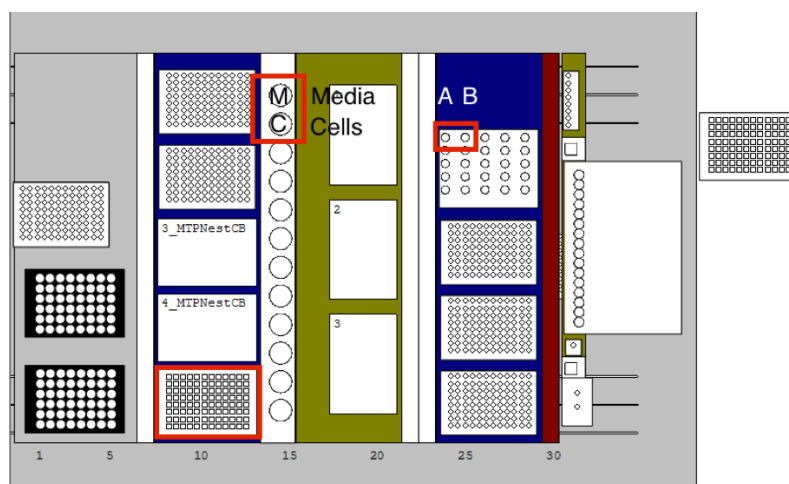 M Media
A B
C Cells
2
3_MTPNestCB
4_MTPNestCB
3
1 5 10 15 20 25 30